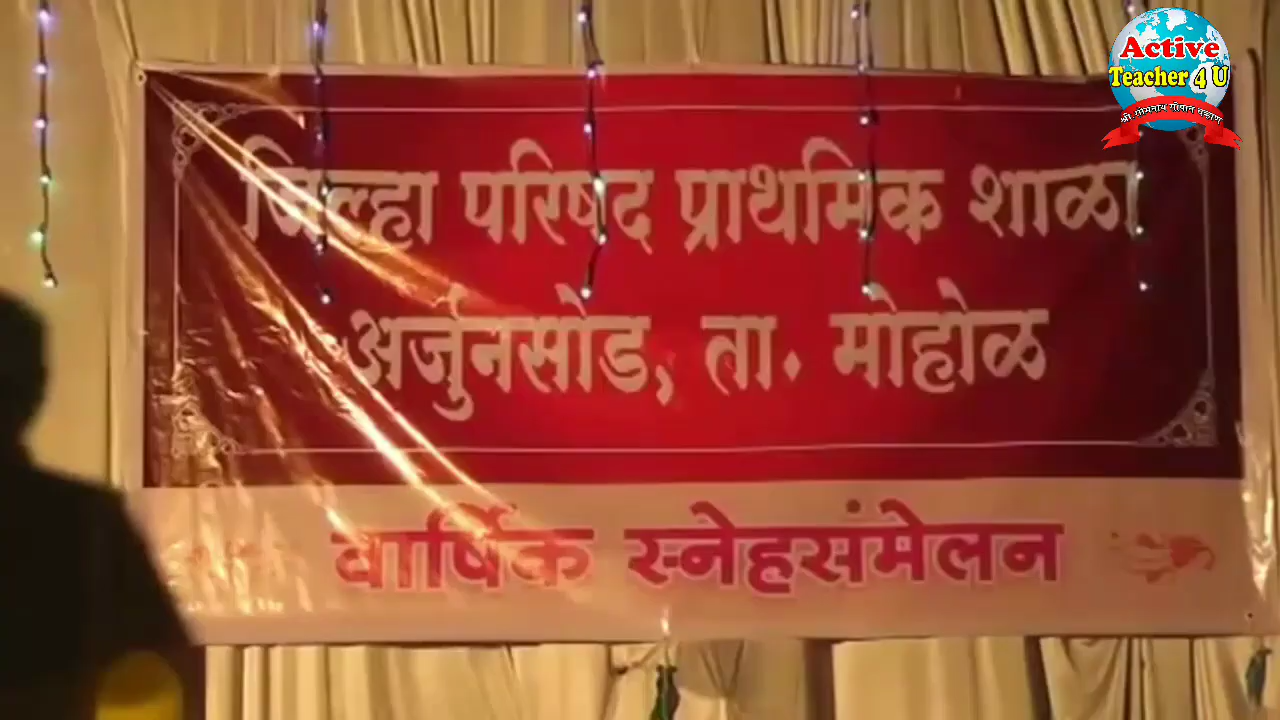 Active
Teacher 4 U
जिल्हा परिषद प्राथमिक शाळा
अर्जुनसोंड, ता. मोहोळ
वार्षिक स्नेहसंमेलन